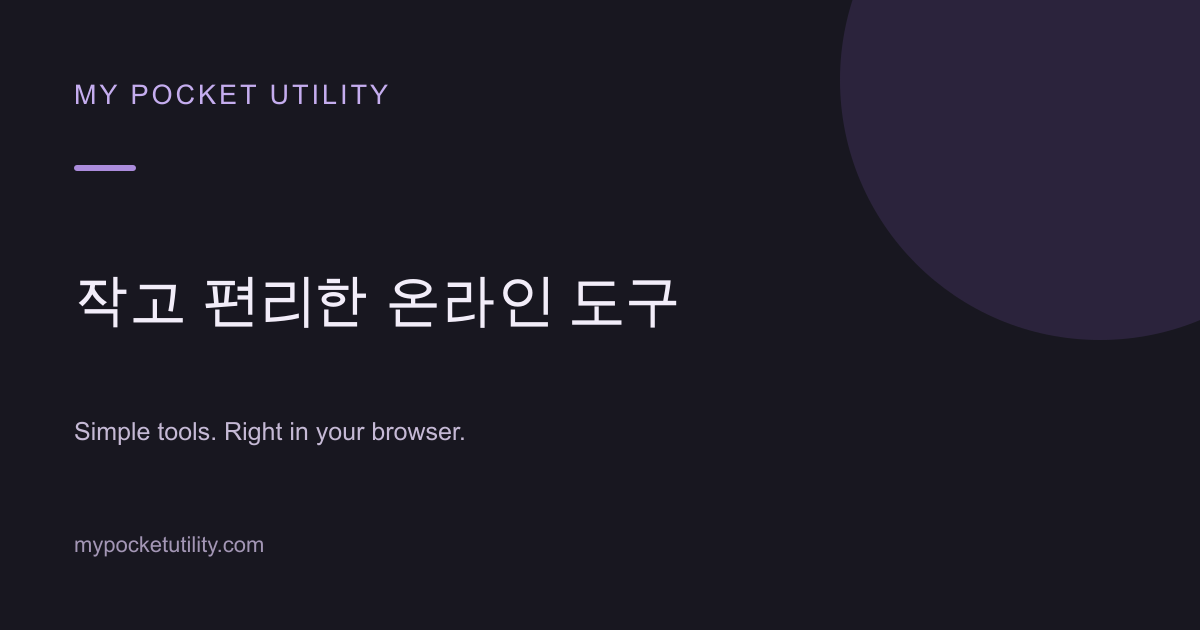 MY POCKET UTILITY
작고 편리한 온라인 도구
Simple tools. Right in your browser.
mypocketutility.com